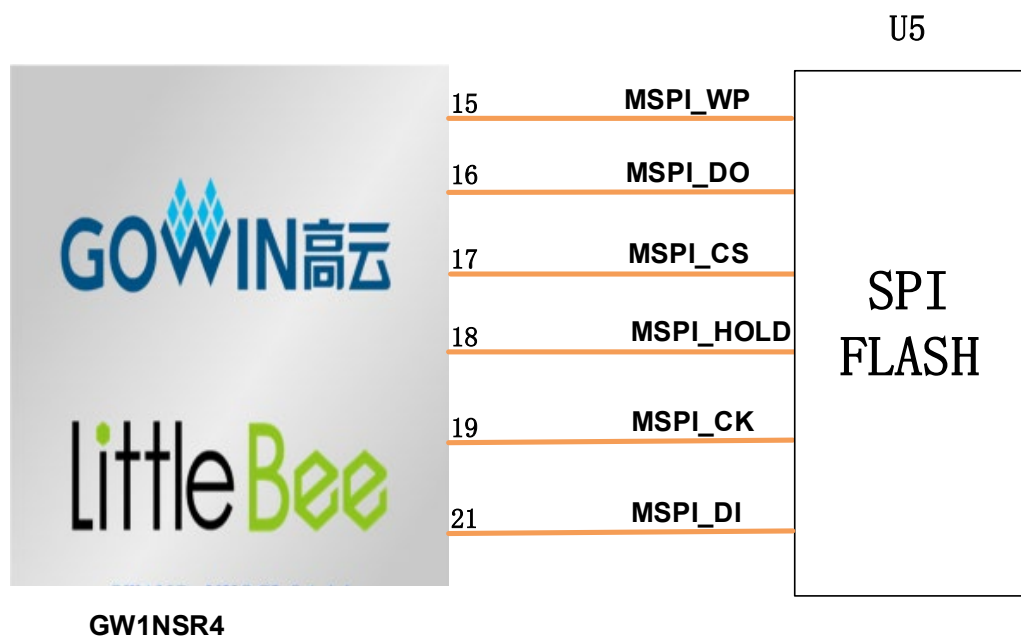 U5
15 MSPI_WP
16 MSPI_DO
GOWIN高云
17 MSPI_CS
SPI
FLASH
18 MSPI_HOLD
19 MSPI_CK
LittleBee
21 MSPI_DI
GW1NSR4